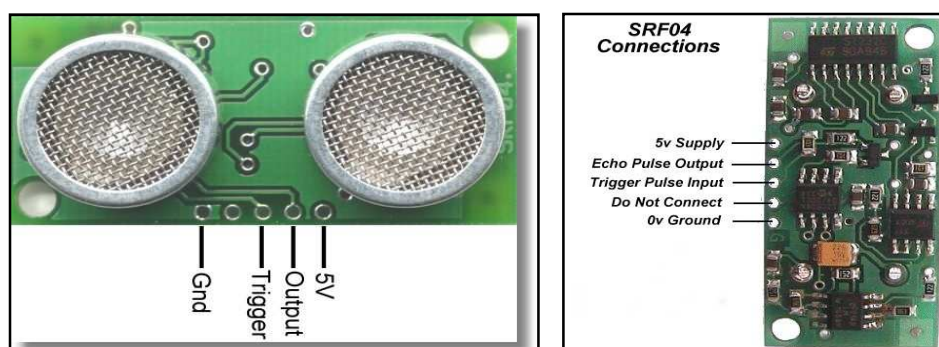 SRF04.
Gnd
Trigger
Output
5V
SRF04
Connections
5v Supply
Echo Pulse Output
Trigger Pulse Input
Do Not Connect
0v Ground